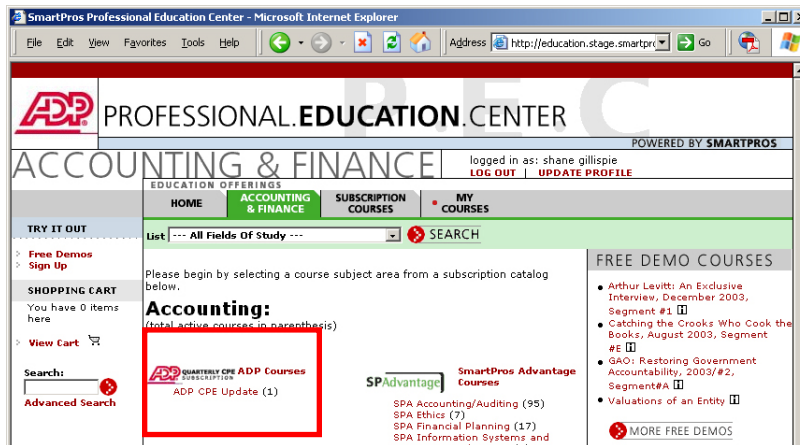 SmartPros Professional Education Center - Microsoft Internet Explorer
File Edit View Favorites Tools Help
Address http://education.stage.smartpr Go
P.E.C
ADP PROFESSIONAL.EDUCATION.CENTER
POWERED BY SMARTPROS
ACCOUNTING & FINANCE
logged in as: shane gillispie
LOG OUT | UPDATE PROFILE
EDUCATION OFFERINGS
HOME
ACCOUNTING & FINANCE
SUBSCRIPTION COURSES
MY COURSES
TRY IT OUT
Free Demos
Sign Up
SHOPPING CART
You have 0 items
here
View Cart
Search:
Advanced Search
List --- All Fields Of Study --- SEARCH
Please begin by selecting a course subject area from a subscription catalog
below.
Accounting:
(total active courses in parenthesis)
ADP QUARTERLY CPE SUBSCRIPTION ADP Courses
ADP CPE Update (1)
SPAdvantage
SmartPros Advantage
Courses
SPA Accounting/Auditing (95)
SPA Ethics (7)
SPA Financial Planning (17)
SPA Information Systems and
FREE DEMO COURSES
Arthur Levitt: An Exclusive
Interview, December 2003,
Segment #1
Catching the Crooks Who Cook the
Books, August 2003, Segment
#E
GAO: Restoring Government
Accountability, 2003/#2,
Segment#A
Valuations of an Entity
MORE FREE DEMOS